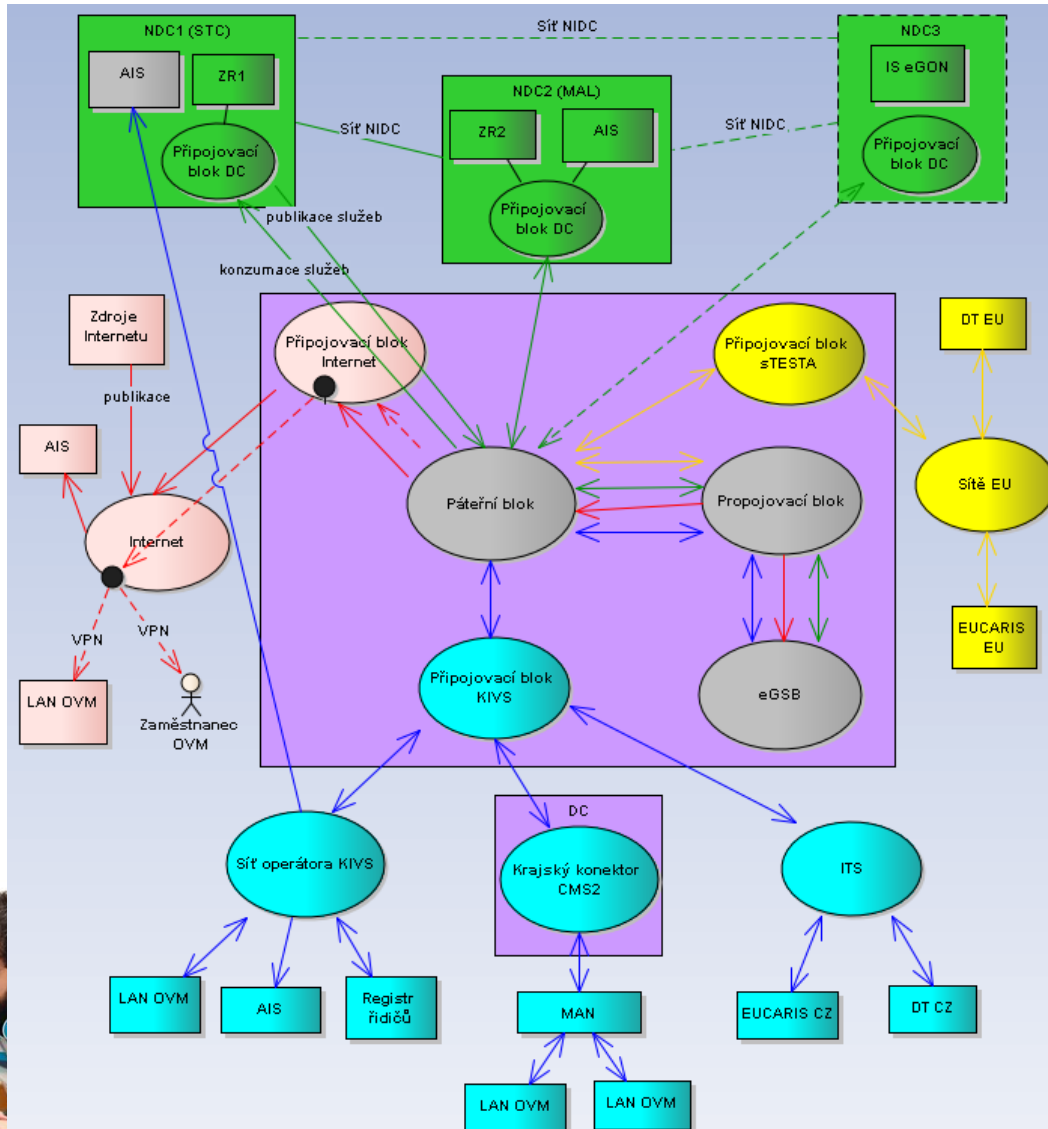 NDC1 (STC)
AIS
ZR1
Připojovací
blok DC
Síť NIDC
NDC3
IS eGON
Připojovací
blok DC
NDC2 (MAL)
ZR2
AIS
Připojovací
blok DC
Síť NIDC
Síť NIDC
publikace služeb
konzumace služeb
Zdroje
Internetu
publikace
AIS
Internet
VPN
VPN
LAN OVM
Zaměstnanec
OVM
Připojovací blok
Internet
Připojovací blok
sTESTA
Páteřní blok
Propojovací blok
Připojovací blok
KIVS
eGSB
DT EU
Sítě EU
EUCARIS
EU
Síť operátora KIVS
DC
Krajský konektor
CMS2
ITS
LAN OVM
AIS
Registr
řidičů
MAN
EUCARIS CZ
DT CZ
LAN OVM
LAN OVM